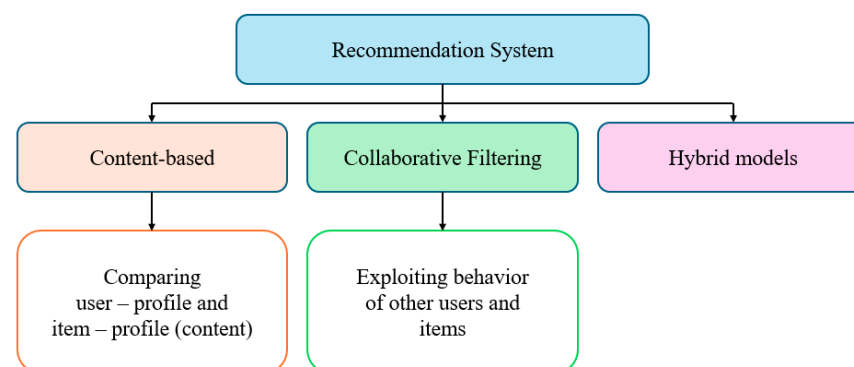 Recommendation System
Content-based
Collaborative Filtering
Hybrid models
Comparing
user – profile and
item – profile (content)
Exploiting behavior
of other users and
items